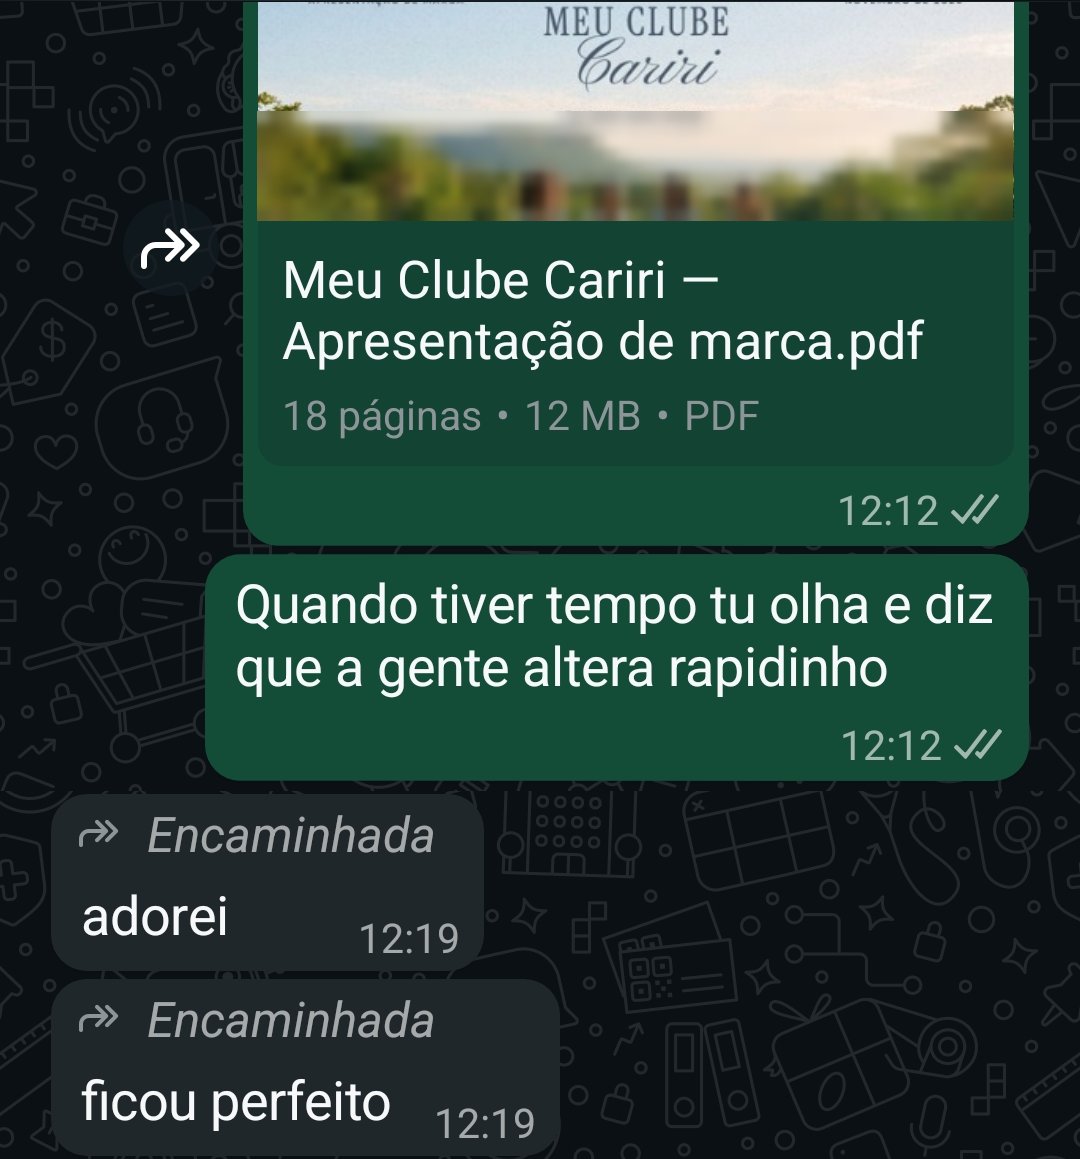 MEU CLUBE
Cariri
Meu Clube Cariri —
Apresentação de marca.pdf
18 páginas • 12 MB • PDF
12:12
Quando tiver tempo tu olha e diz
que a gente altera rapidinho
12:12
Encaminhada
adorei
12:19
Encaminhada
ficou perfeito
12:19